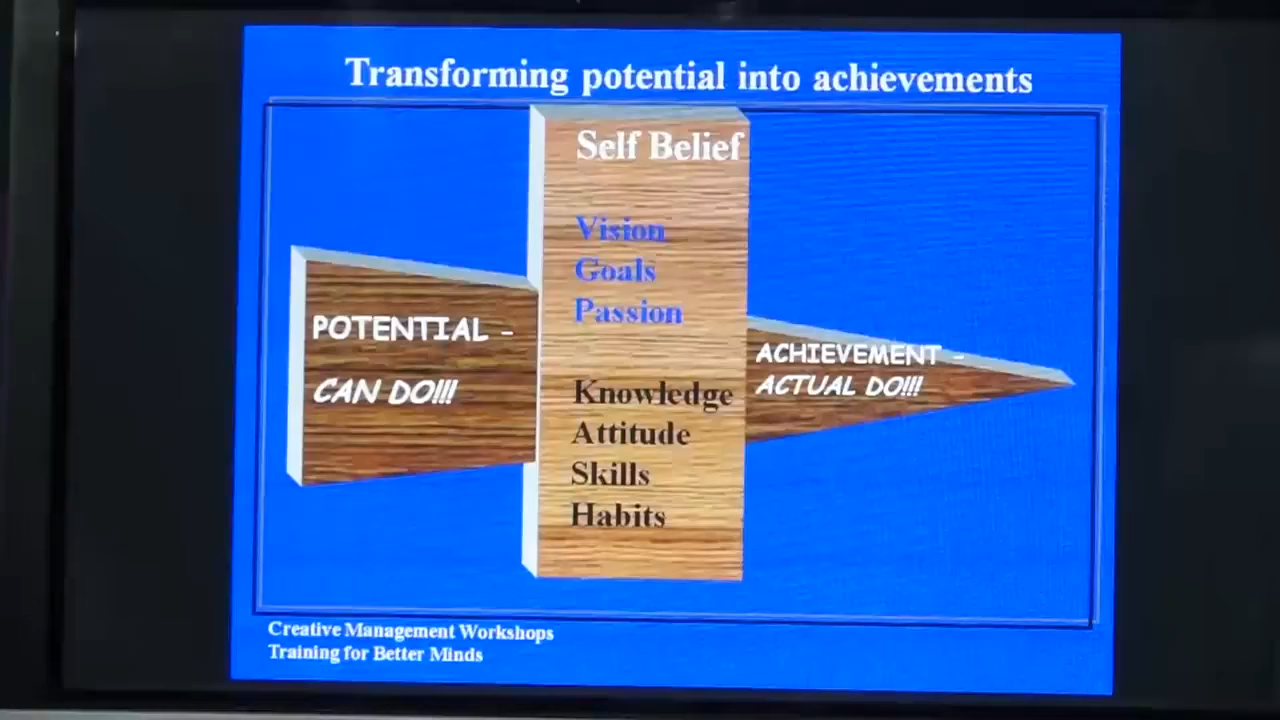 Transforming potential into achievements
Self Belief
Vision
Goals
Passion
Knowledge
Attitude
Skills
Habits
POTENTIAL -
CAN DO!!!
ACHIEVEMENT -
ACTUAL DO!!!
Creative Management Workshops
Training for Better Minds